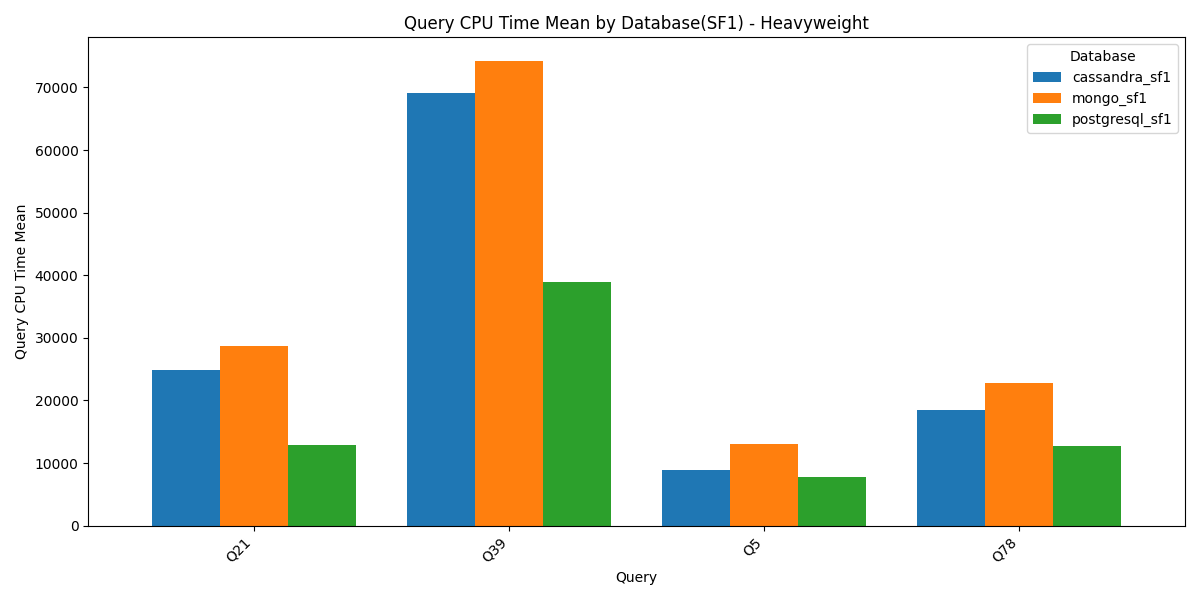 Query CPU Time Mean by Database(SF1) - Heavyweight
Database
cassandra_sf1
mongo_sf1
postgresql_sf1
Query CPU Time Mean
70000
60000
50000
40000
30000
20000
10000
0
Q21
Q39
Q5
Q78
Query